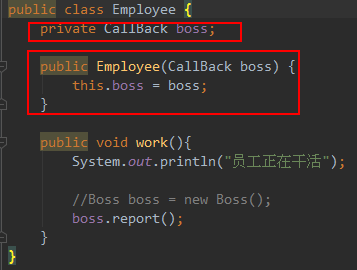 public class Employee {
private CallBack boss;
public Employee(CallBack boss) {
this.boss = boss;
}
public void work(){
System.out.println("员工正在干活");
//Boss boss = new Boss();
boss.report();
}
}